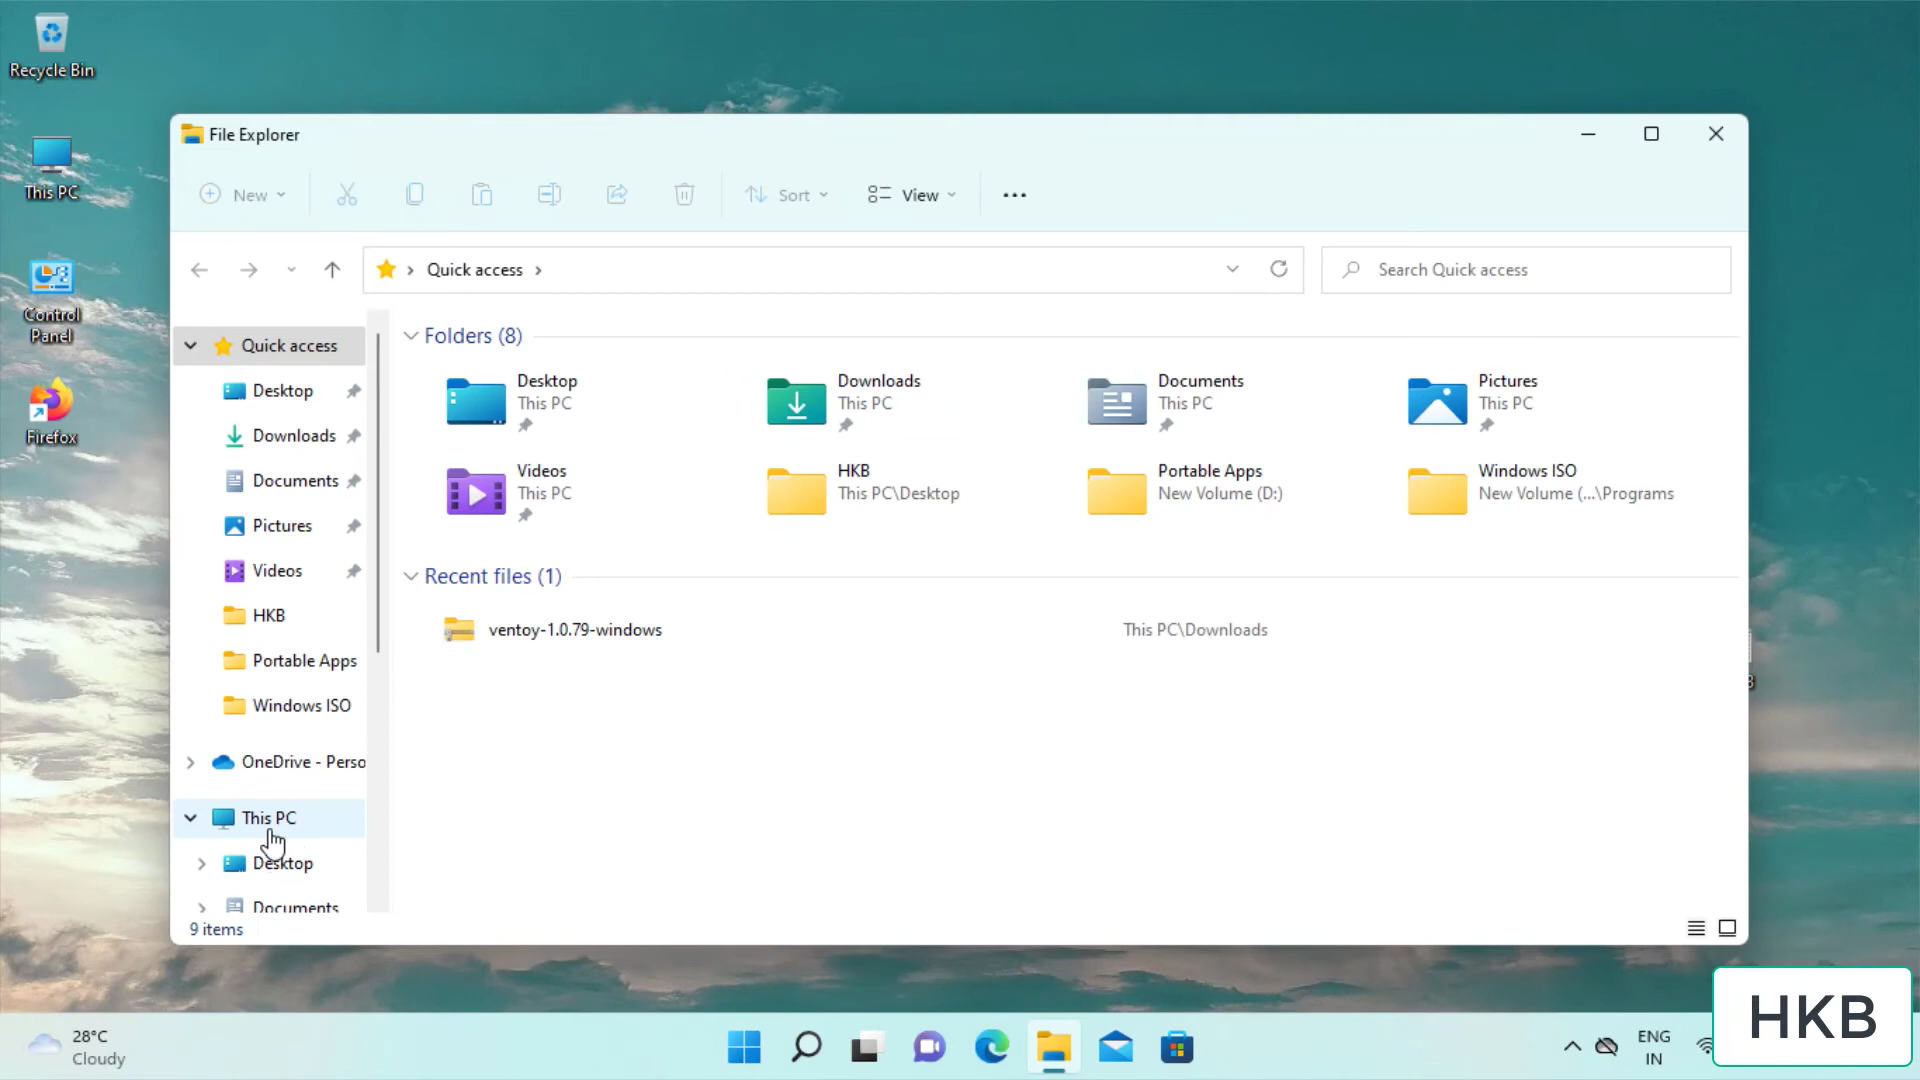 Recycle Bin
This PC
Control
Panel
Firefox
File Explorer
New
Sort
View
Quick access
Search Quick access
Quick access
Desktop
Downloads
Documents
Pictures
Videos
HKB
Portable Apps
Windows ISO
OneDrive - Perso
This PC
Desktop
Documents
Folders (8)
Desktop
This PC
Downloads
This PC
Documents
This PC
Pictures
This PC
Videos
This PC
HKB
This PC\Desktop
Portable Apps
New Volume (D:)
Windows ISO
New Volume (...\Programs
Recent files (1)
ventoy-1.0.79-windows
This PC\Downloads
9 items
28°C
Cloudy
ENG
IN
HKB